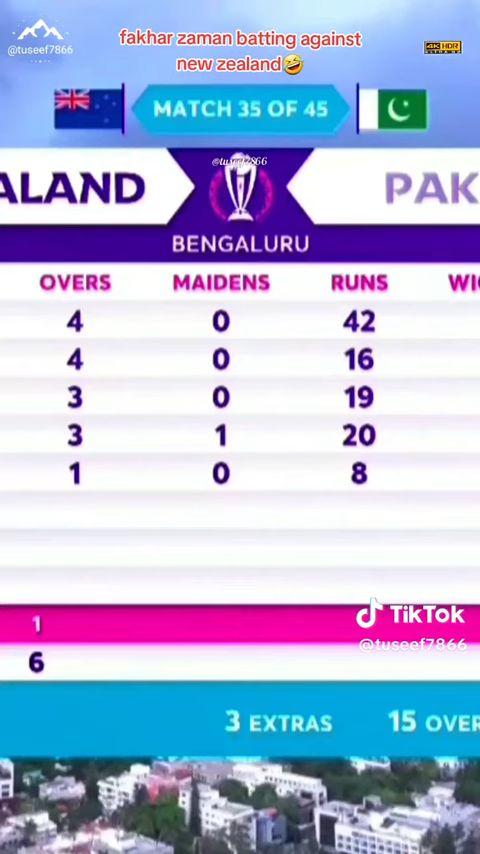 fakhar zaman batting against
new zealand🤣
@tuseef7866
4K HDR
MATCH 35 OF 45
@tuseef7866
ALAND
PAK
BENGALURU
OVERS MAIDENS RUNS WI
4 0 42
4 0 16
3 0 19
3 1 20
1 0 8
1
TikTok
@tuseef7866
6
3 EXTRAS 15 OVER